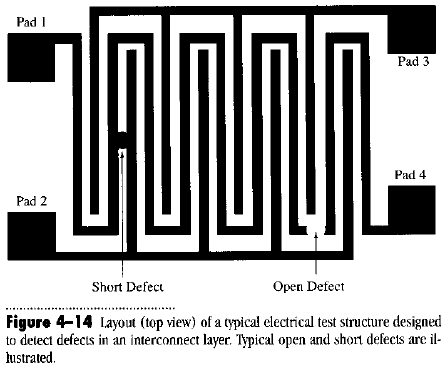 Pad 1
Pad 3
Pad 2
Pad 4
Short Defect
Open Defect
Figure 4–14 Layout (top view) of a typical electrical test structure designed
to detect defects in an interconnect layer. Typical open and short defects are il-
lustrated.